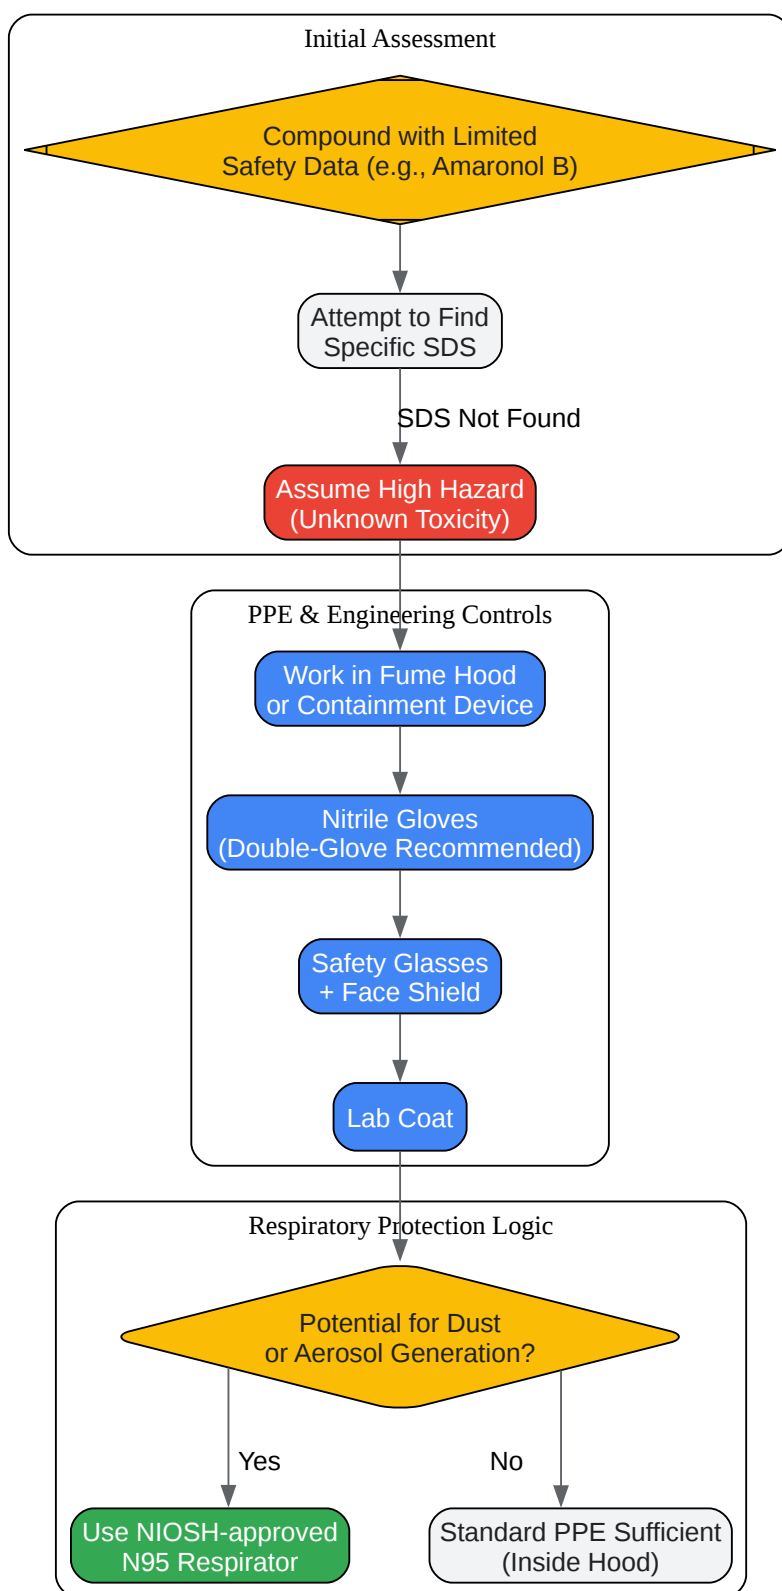 Initial Assessment
Compound with Limited
Safety Data (e.g., Amaronol B)
Attempt to Find
Specific SDS
SDS Not Found
Assume High Hazard
(Unknown Toxicity)
PPE & Engineering Controls
Work in Fume Hood
or Containment Device
Nitrile Gloves
(Double-Glove Recommended)
Safety Glasses
+ Face Shield
Lab Coat
Respiratory Protection Logic
Potential for Dust
or Aerosol Generation?
Yes
No
Use NIOSH-approved
N95 Respirator
Standard PPE Sufficient
(Inside Hood)